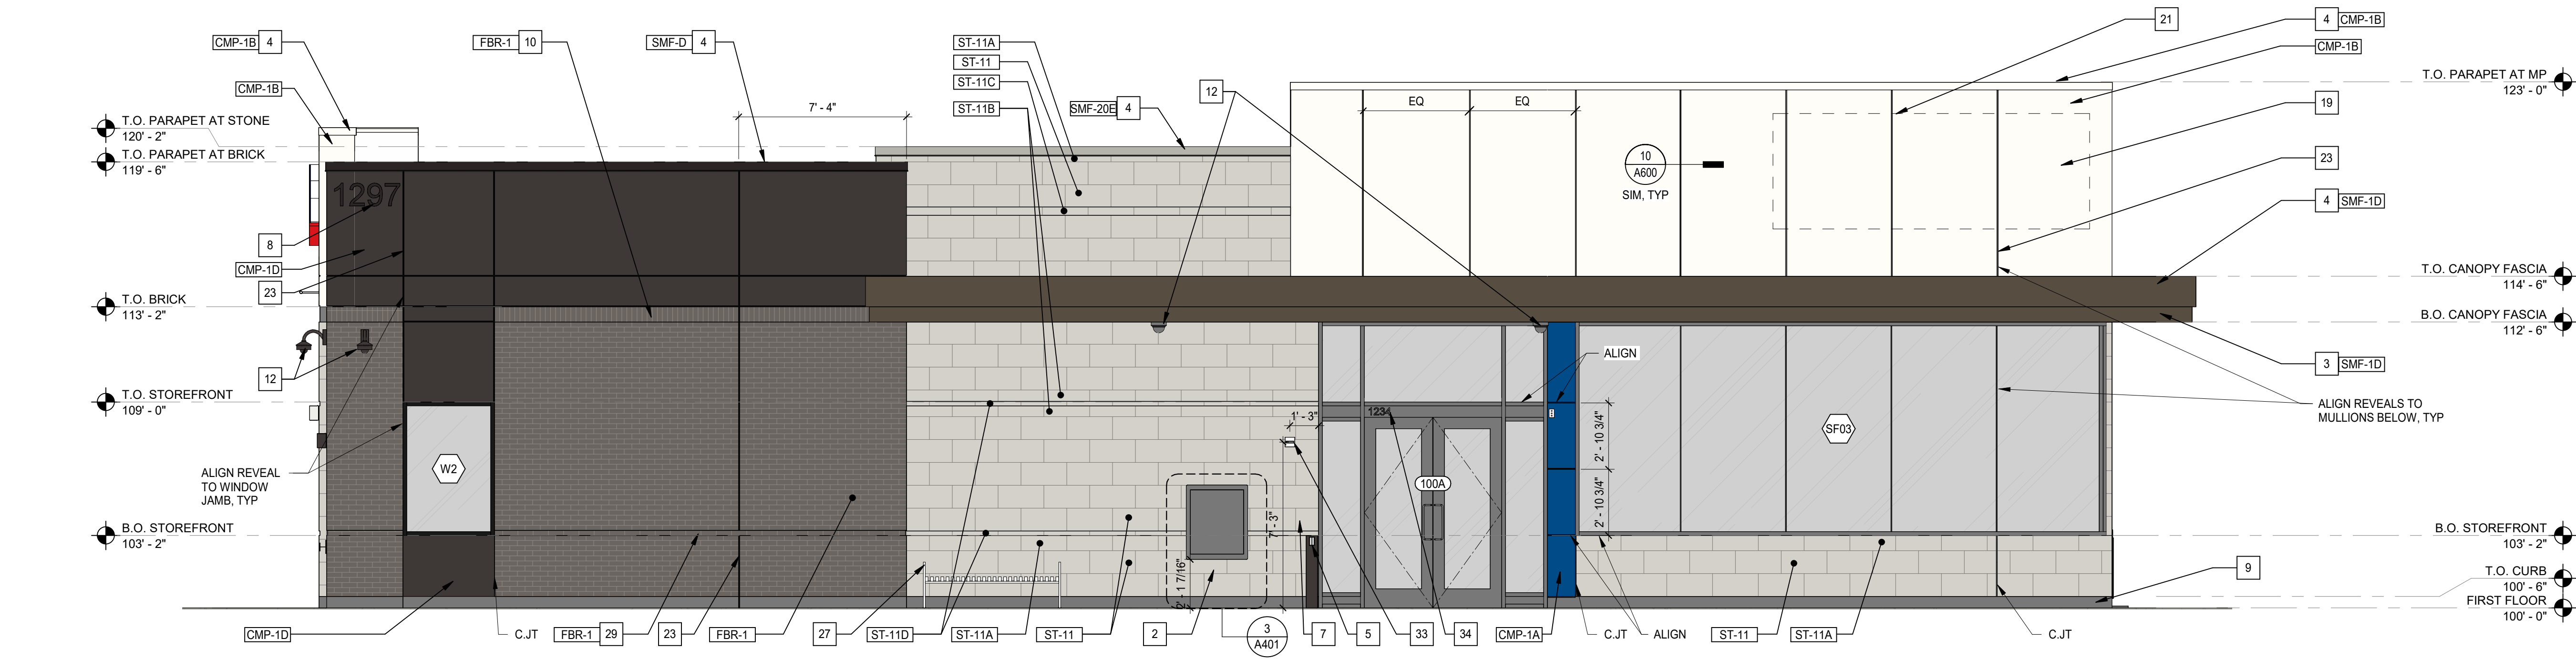 CMP-1B 4
FBR-1 10
SMF-D 4
ST-11A
ST-11
ST-11C
ST-11B
12
SMF-20E 4
21
4 CMP-1B
CMP-1B
CMP-1B
7' - 4"
EQ
EQ
T.O. PARAPET AT MP
123' - 0"
19
T.O. PARAPET AT STONE
120' - 2"
T.O. PARAPET AT BRICK
119' - 6"
10
A600
SIM, TYP
23
1297
4 SMF-1D
8
CMP-1D
23
T.O. CANOPY FASCIA
114' - 6"
T.O. BRICK
113' - 2"
B.O. CANOPY FASCIA
112' - 6"
12
ALIGN
3 SMF-1D
T.O. STOREFRONT
109' - 0"
1234
1' - 3"
2' - 10 3/4"
ALIGN REVEALS TO
MULLIONS BELOW, TYP
SF03
ALIGN REVEAL
TO WINDOW
JAMB, TYP
W2
100A
2' - 10 3/4"
7' - 3"
B.O. STOREFRONT
103' - 2"
B.O. STOREFRONT
103' - 2"
2' - 1 7/16"
9
T.O. CURB
100' - 6"
FIRST FLOOR
100' - 0"
CMP-1D
C.JT
FBR-1 29
23
FBR-1
27
ST-11D
ST-11A
ST-11
2
3
A401
7
5
33
34
CMP-1A
C.JT
ALIGN
ST-11
ST-11A
C.JT